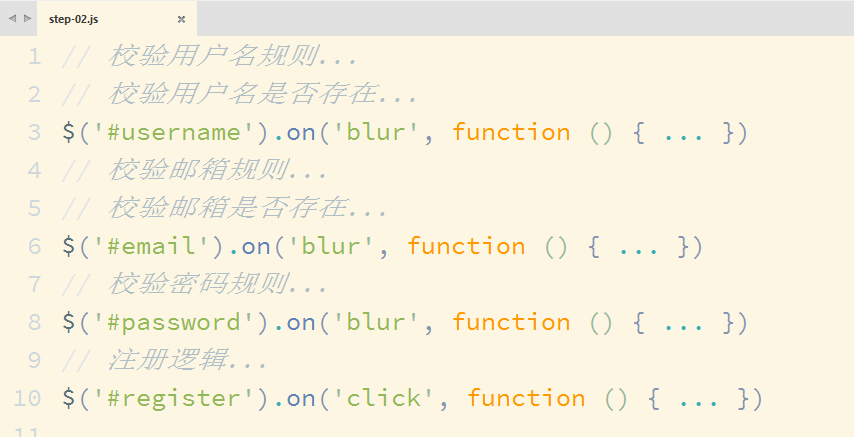 step-02.js
1 // 校验用户名规则...
2 // 校验用户名是否存在...
3 $('#username').on('blur', function () { ... })
4 // 校验邮箱规则...
5 // 校验邮箱是否存在...
6 $('#email').on('blur', function () { ... })
7 // 校验密码规则...
8 $('#password').on('blur', function () { ... })
9 // 注册逻辑...
10 $('#register').on('click', function () { ... })
11